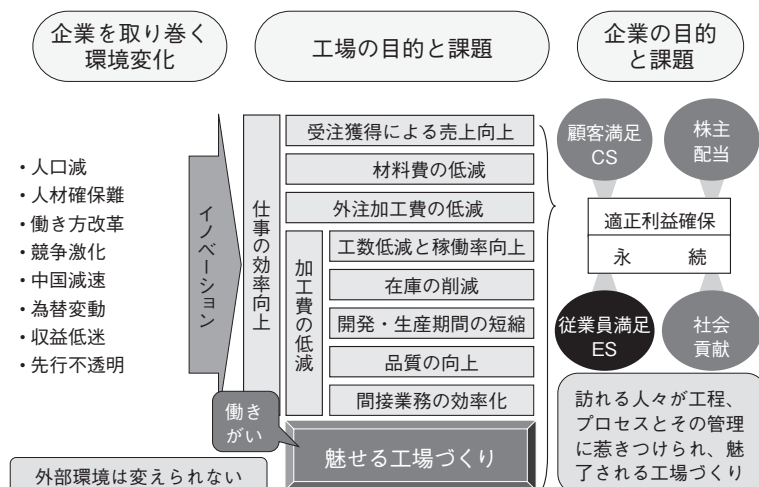 企業を取り巻く
環境変化
工場の目的と課題
企業の目的
と課題
・人口減
・人材確保難
・働き方改革
・競争激化
・中国減速
・為替変動
・収益低迷
・先行不透明
イノベーション
仕事の効率向上
受注獲得による売上向上
材料費の低減
外注加工費の低減
加工費の低減
工数低減と稼働率向上
在庫の削減
開発・生産期間の短縮
品質の向上
間接業務の効率化
働き
がい
魅せる工場づくり
顧客満足
CS
株主
配当
適正利益確保
永　続
従業員満足
ES
社会
貢献
訪れる人々が工程、
プロセスとその管理
に惹きつけられ、魅
了される工場づくり
外部環境は変えられない